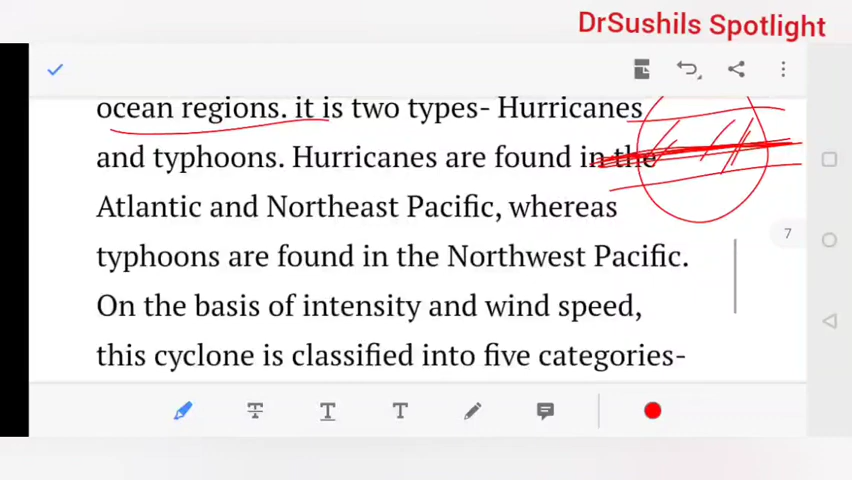 DrSushils Spotlight
ocean regions. it is two types- Hurricanes
and typhoons. Hurricanes are found in the
Atlantic and Northeast Pacific, whereas
typhoons are found in the Northwest Pacific.
7
On the basis of intensity and wind speed,
this cyclone is classified into five categories-